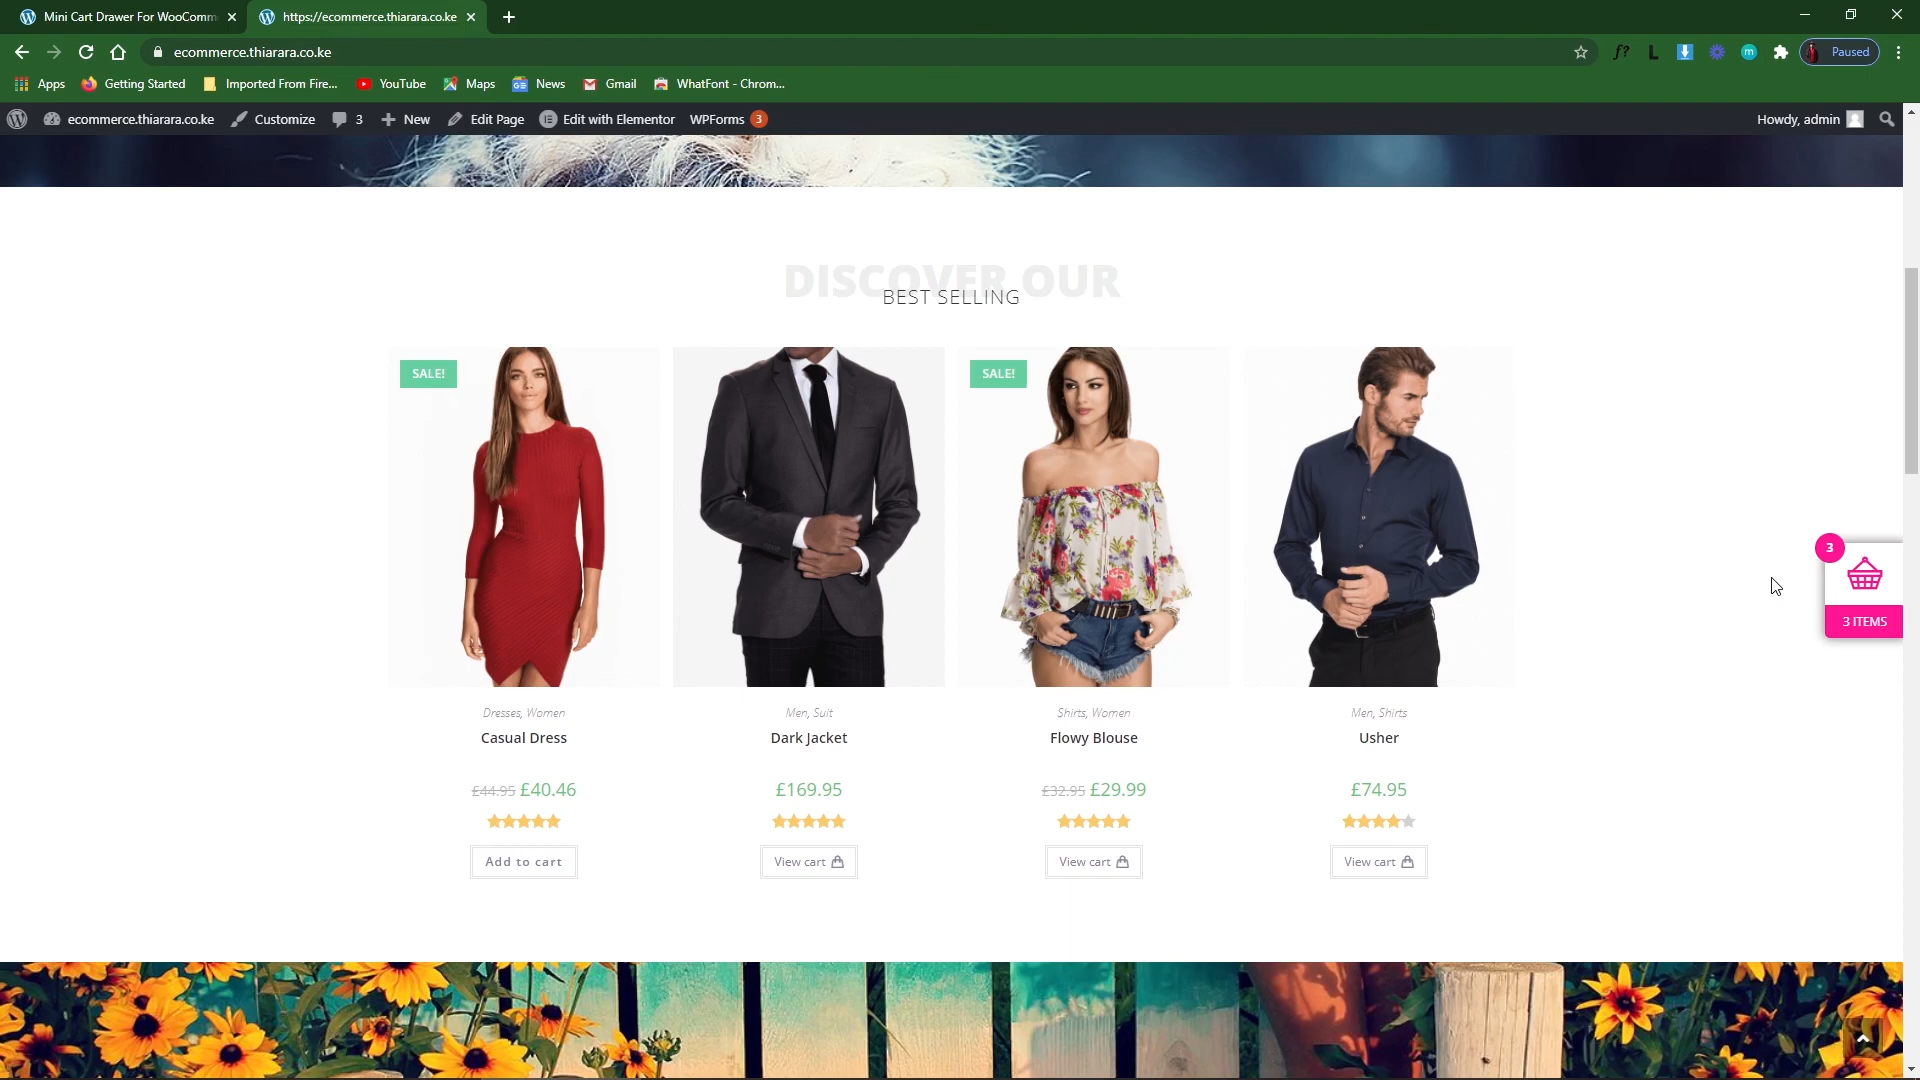 Mini Cart Drawer For WooComm
https://ecommerce.thiarara.co.ke
ecommerce.thiarara.co.ke
f?
L
m
Paused
Apps
Getting Started
Imported From Fire...
YouTube
Maps
News
Gmail
WhatFont - Chrom...
ecommerce.thiarara.co.ke
Customize
3
New
Edit Page
Edit with Elementor
WPForms 3
Howdy, admin
DISCOVER OUR
BEST SELLING
SALE!
SALE!
3
3 ITEMS
Dresses, Women
Casual Dress
£44.95 £40.46
Add to cart
Men, Suit
Dark Jacket
£169.95
View cart
Shirts, Women
Flowy Blouse
£32.95 £29.99
View cart
Men, Shirts
Usher
£74.95
View cart